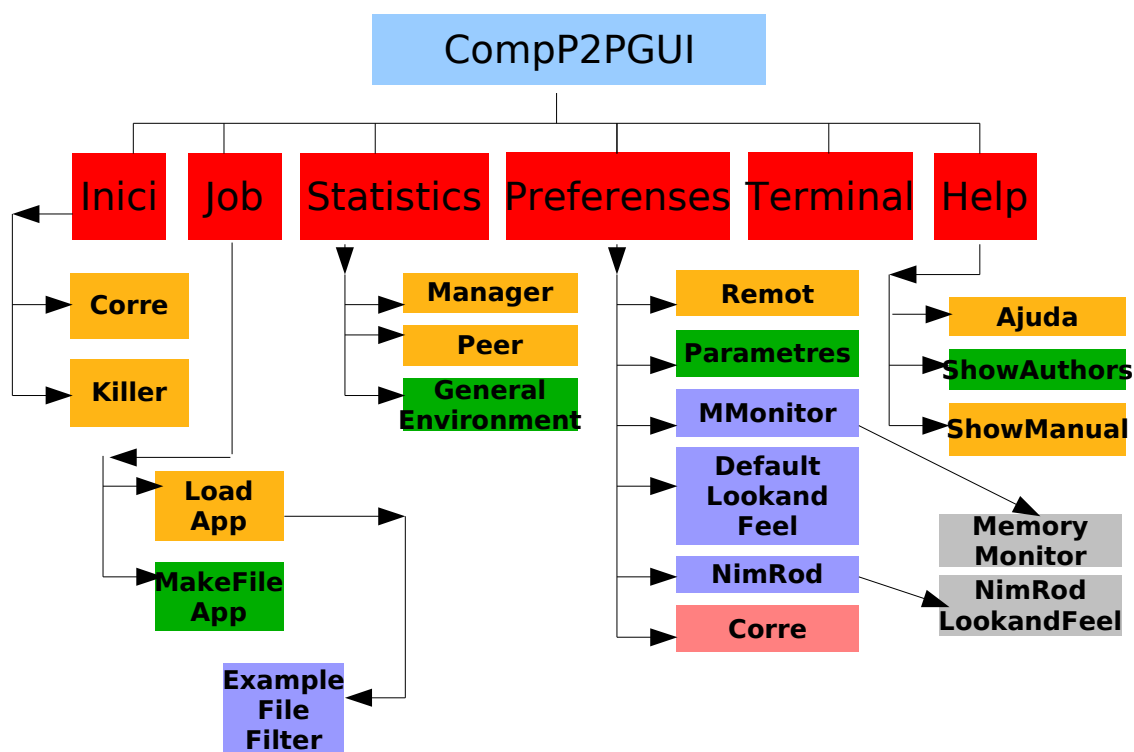 CompP2PGUI
Inici
Job
Statistics
Preferenses
Terminal
Help
Corre
Killer
Load
App
MakeFile
App
Example
File
Filter
Manager
Peer
General
Environment
Remot
Parametres
MMonitor
Default
Lookand
Feel
NimRod
Corre
Ajuda
ShowAuthors
ShowManual
Memory
Monitor
NimRod
LookandFeel